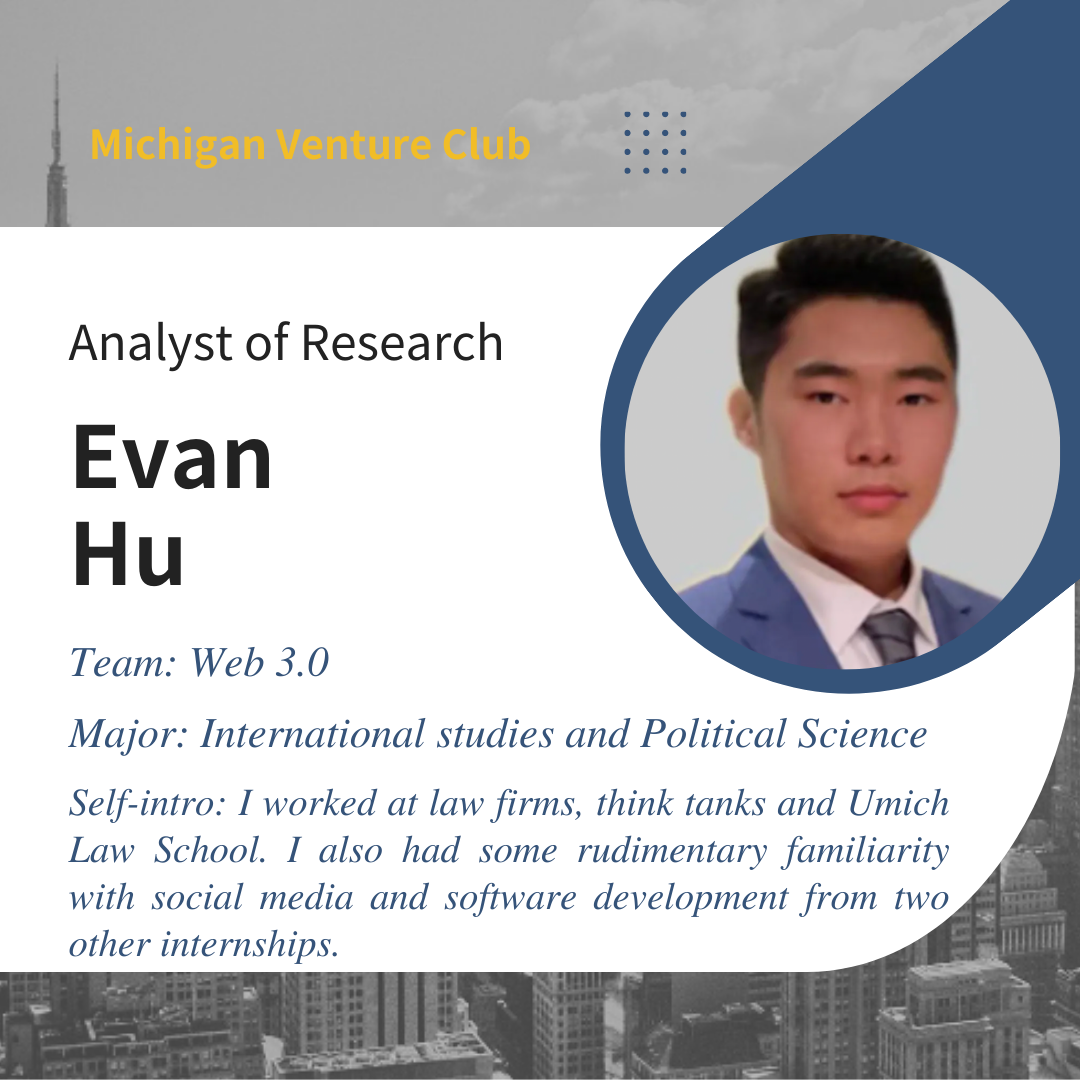 Michigan Venture Club
Analyst of Research
Evan
Hu
Team: Web 3.0
Major: International studies and Political Science
Self-intro: I worked at law firms, think tanks and Umich
Law School. I also had some rudimentary familiarity
with social media and software development from two
other internships.